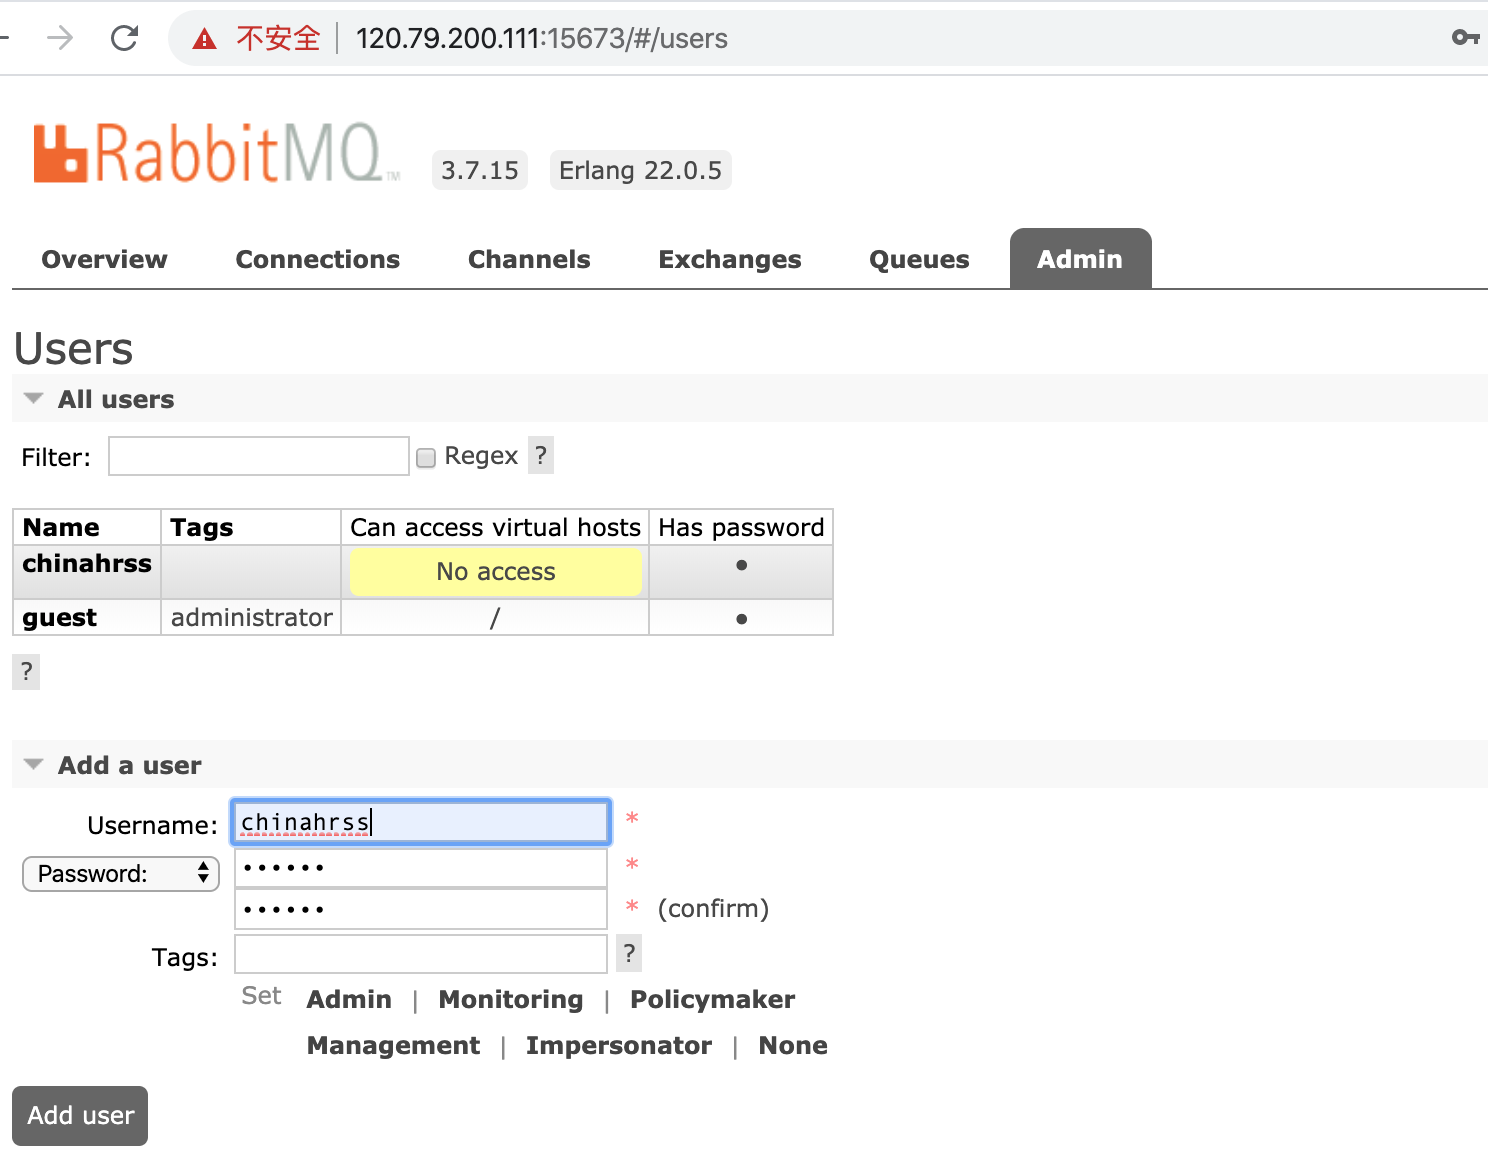 不安全 120.79.200.111:15673/#/users
RabbitMQ TM 3.7.15 Erlang 22.0.5
Overview Connections Channels Exchanges Queues Admin
Users
All users
Filter: Regex ?
Name Tags Can access virtual hosts Has password
chinahrss No access •
guest administrator / •
?
Add a user
Username: chinahrss *
Password: •••••• *
•••••• * (confirm)
Tags: ?
Set Admin | Monitoring | Policymaker
Management | Impersonator | None
Add user